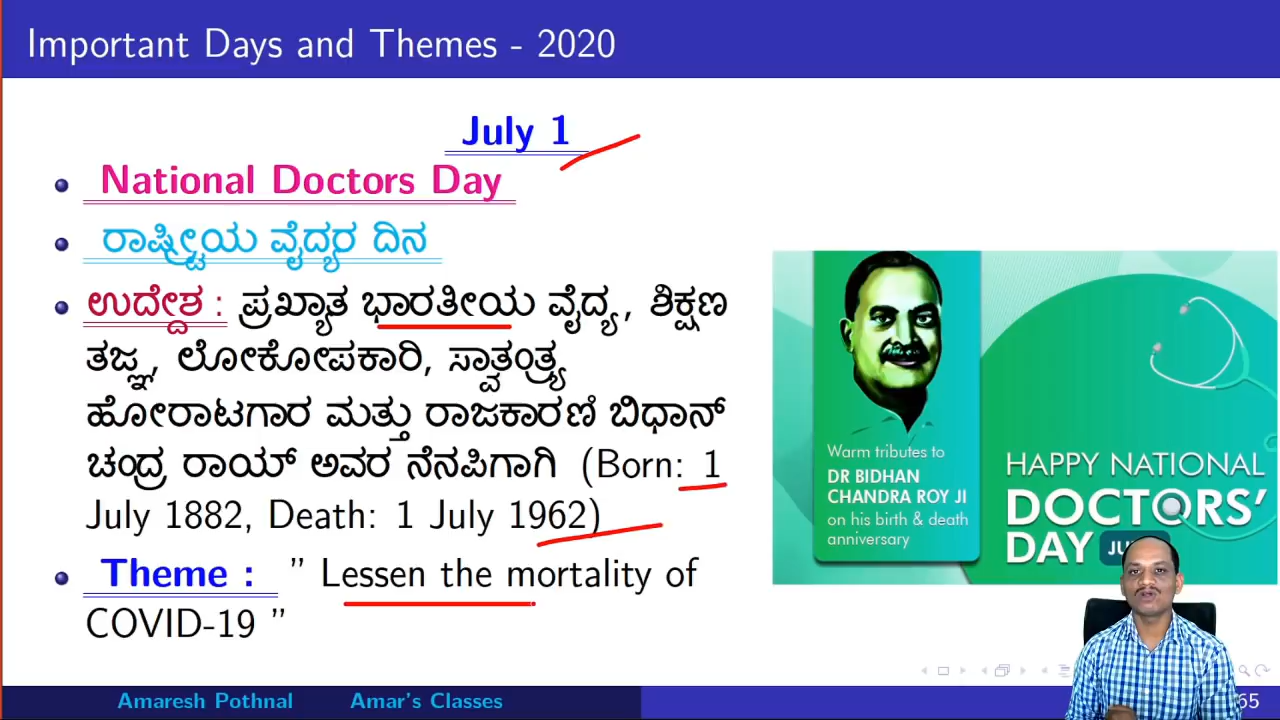 Important Days and Themes - 2020
July 1
National Doctors Day
ರಾಷ್ಟ್ರೀಯ ವೈದ್ಯರ ದಿನ
ಉದ್ದೇಶ : ಪ್ರಖ್ಯಾತ ಭಾರತೀಯ ವೈದ್ಯ, ಶಿಕ್ಷಣ
ತಜ್ಞ, ಲೋಕೋಪಕಾರಿ, ಸ್ವಾತಂತ್ರ್ಯ
ಹೋರಾಟಗಾರ ಮತ್ತು ರಾಜಕಾರಣಿ ಬಿಧಾನ್
ಚಂದ್ರ ರಾಯ್ ಅವರ ನೆನಪಿಗಾಗಿ (Born: 1
July 1882, Death: 1 July 1962)
Theme : " Lessen the mortality of
COVID-19 "
Warm tributes to
DR BIDHAN
CHANDRA ROY JI
on his birth & death
anniversary
HAPPY NATIONAL
DOCTORS'
DAY
Amaresh Pothnal Amar's Classes
65